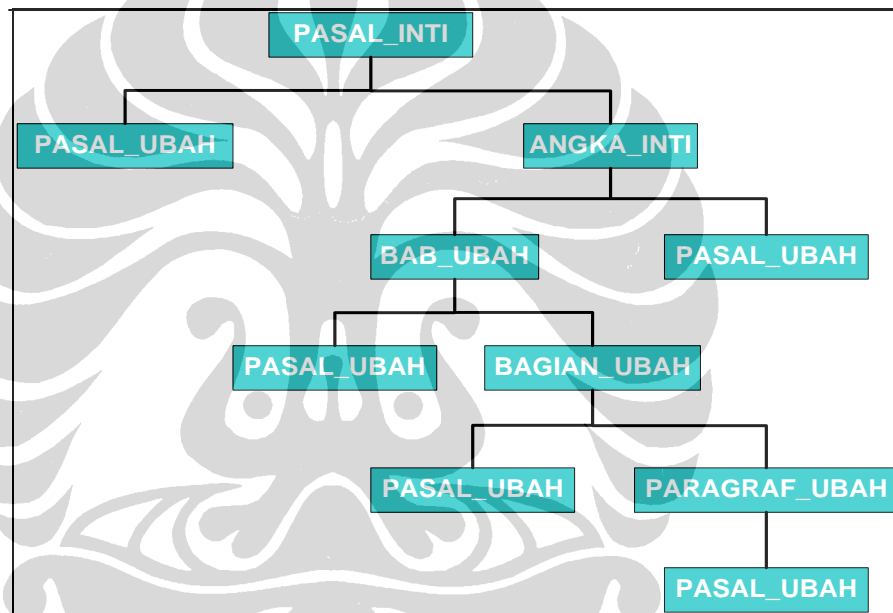 PASAL_INTI
PASAL_UBAH
ANGKA_INTI
BAB_UBAH
PASAL_UBAH
PASAL_UBAH
BAGIAN_UBAH
PASAL_UBAH
PARAGRAF_UBAH
PASAL_UBAH